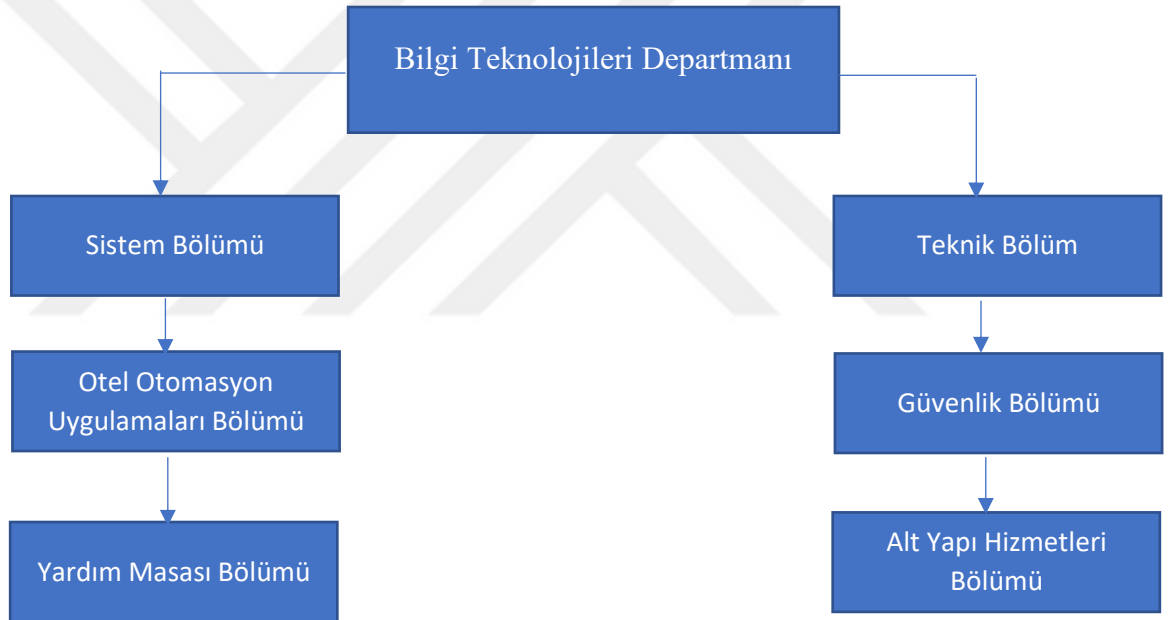 Bilgi Teknolojileri Departmanı
Sistem Bölümü
Teknik Bölüm
Otel Otomasyon
Uygulamaları Bölümü
Güvenlik Bölümü
Yardım Masası Bölümü
Alt Yapı Hizmetleri
Bölümü